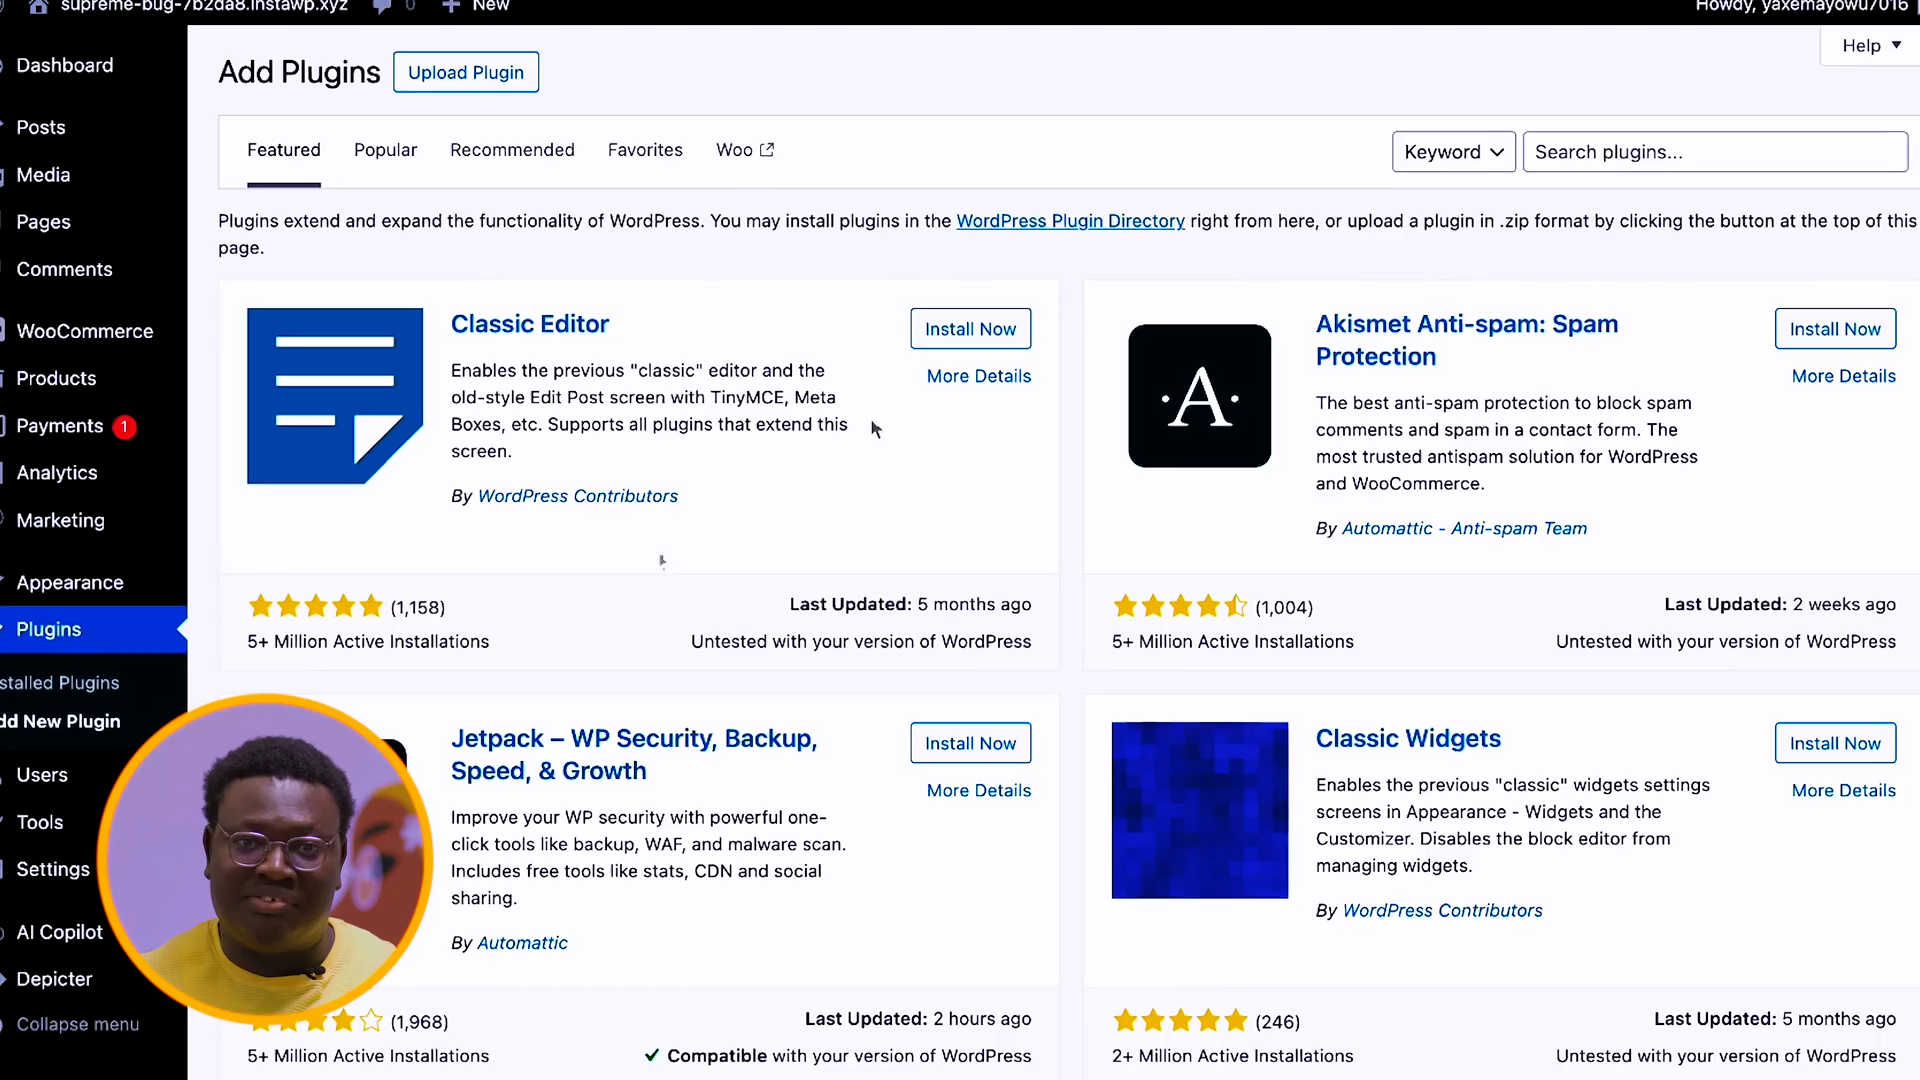 supreme-bug-7b2da8.instawp.xyz
0
New
Howdy, yaxemayowu7016
Dashboard
Posts
Media
Pages
Comments
WooCommerce
Products
Payments 1
Analytics
Marketing
Appearance
Plugins
stalled Plugins
dd New Plugin
Users
Tools
Settings
AI Copilot
Depicter
Collapse menu
Help
Add Plugins
Upload Plugin
Featured
Popular
Recommended
Favorites
Woo
Keyword
Search plugins...
Plugins extend and expand the functionality of WordPress. You may install plugins in the WordPress Plugin Directory right from here, or upload a plugin in .zip format by clicking the button at the top of this
page.
Classic Editor
Install Now
More Details
Enables the previous "classic" editor and the
old-style Edit Post screen with TinyMCE, Meta
Boxes, etc. Supports all plugins that extend this
screen.
By WordPress Contributors
(1,158)
Last Updated: 5 months ago
5+ Million Active Installations
Untested with your version of WordPress
A
Akismet Anti-spam: Spam
Protection
Install Now
More Details
The best anti-spam protection to block spam
comments and spam in a contact form. The
most trusted antispam solution for WordPress
and WooCommerce.
By Automattic - Anti-spam Team
(1,004)
Last Updated: 2 weeks ago
5+ Million Active Installations
Untested with your version of WordPress
Jetpack – WP Security, Backup,
Speed, & Growth
Install Now
More Details
Improve your WP security with powerful one-
click tools like backup, WAF, and malware scan.
Includes free tools like stats, CDN and social
sharing.
By Automattic
(1,968)
Last Updated: 2 hours ago
5+ Million Active Installations
Compatible with your version of WordPress
Classic Widgets
Install Now
More Details
Enables the previous "classic" widgets settings
screens in Appearance - Widgets and the
Customizer. Disables the block editor from
managing widgets.
By WordPress Contributors
(246)
Last Updated: 5 months ago
2+ Million Active Installations
Untested with your version of WordPress